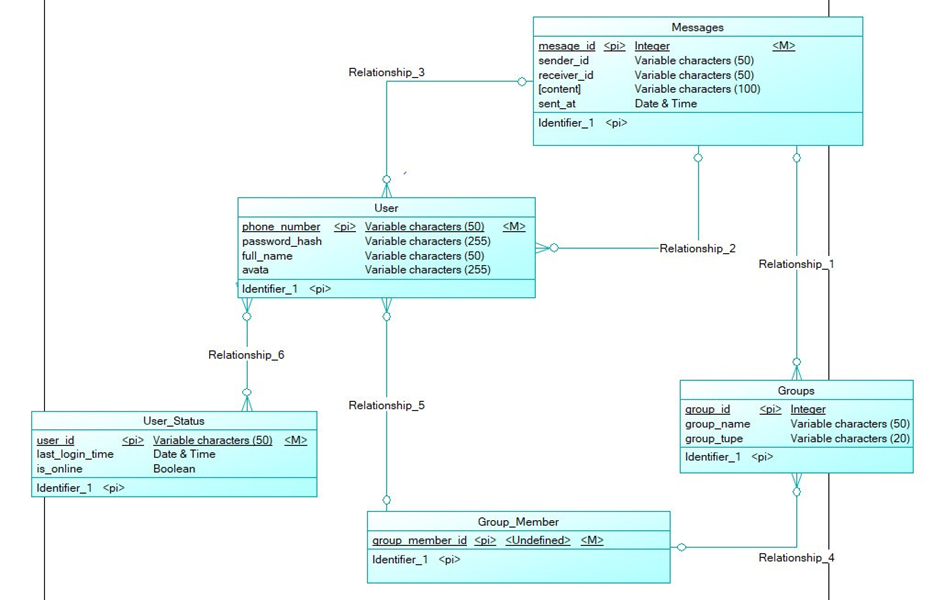 Messages
mesage_id <pi> Integer <M>
sender_id Variable characters (50)
receiver_id Variable characters (50)
[content] Variable characters (100)
sent_at Date & Time
Identifier_1 <pi>
Relationship_3
User
phone_number <pi> Variable characters (50) <M>
password_hash Variable characters (255)
full_name Variable characters (50)
avata Variable characters (255)
Identifier_1 <pi>
Relationship_2
Relationship_1
Relationship_6
Groups
group_id <pi> Integer
group_name Variable characters (50)
group_tupe Variable characters (20)
Identifier_1 <pi>
Relationship_5
User_Status
user_id <pi> Variable characters (50) <M>
last_login_time Date & Time
is_online Boolean
Identifier_1 <pi>
Group_Member
group_member_id <pi> <Undefined> <M>
Identifier_1 <pi>
Relationship_4